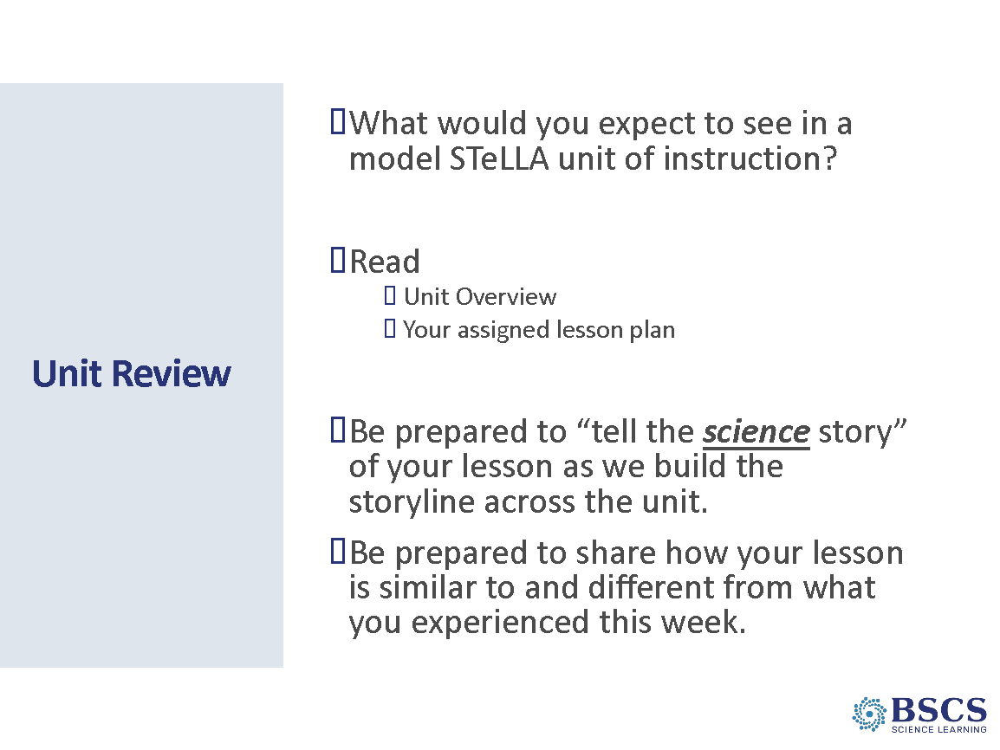 Unit Review
What would you expect to see in a
model STeLLA unit of instruction?
Read
Unit Overview
Your assigned lesson plan
Be prepared to “tell the science story”
of your lesson as we build the
storyline across the unit.
Be prepared to share how your lesson
is similar to and different from what
you experienced this week.
BSCS
SCIENCE LEARNING